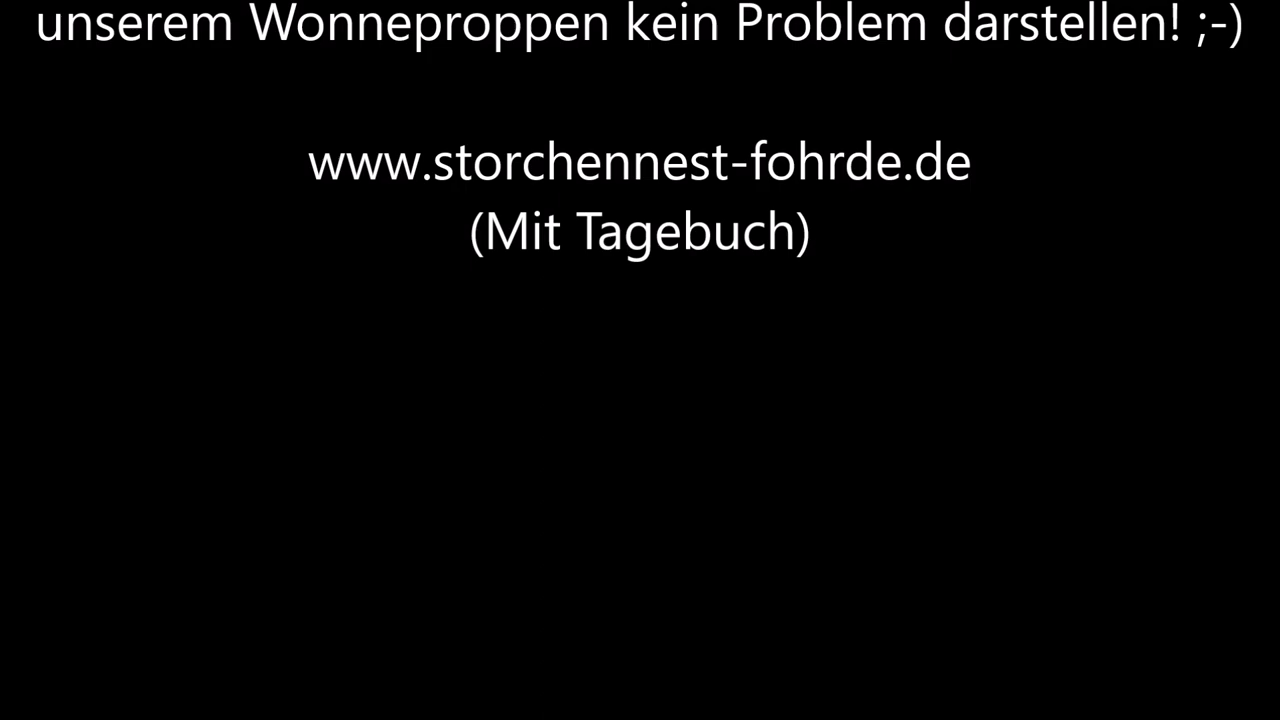 unserem Wonneproppen kein Problem darstellen! ;-)
www.storchennest-fohrde.de
(Mit Tagebuch)